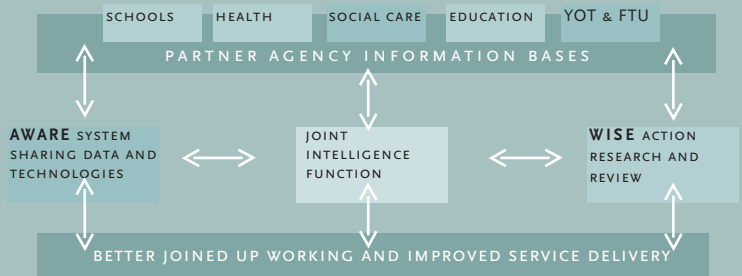 SCHOOLS
HEALTH
SOCIAL CARE
EDUCATION
YOT & FTU
PARTNER AGENCY INFORMATION BASES
AWARE SYSTEM
SHARING DATA AND
TECHNOLOGIES
JOINT
INTELLIGENCE
FUNCTION
WISE ACTION
RESEARCH AND
REVIEW
BETTER JOINED UP WORKING AND IMPROVED SERVICE DELIVERY